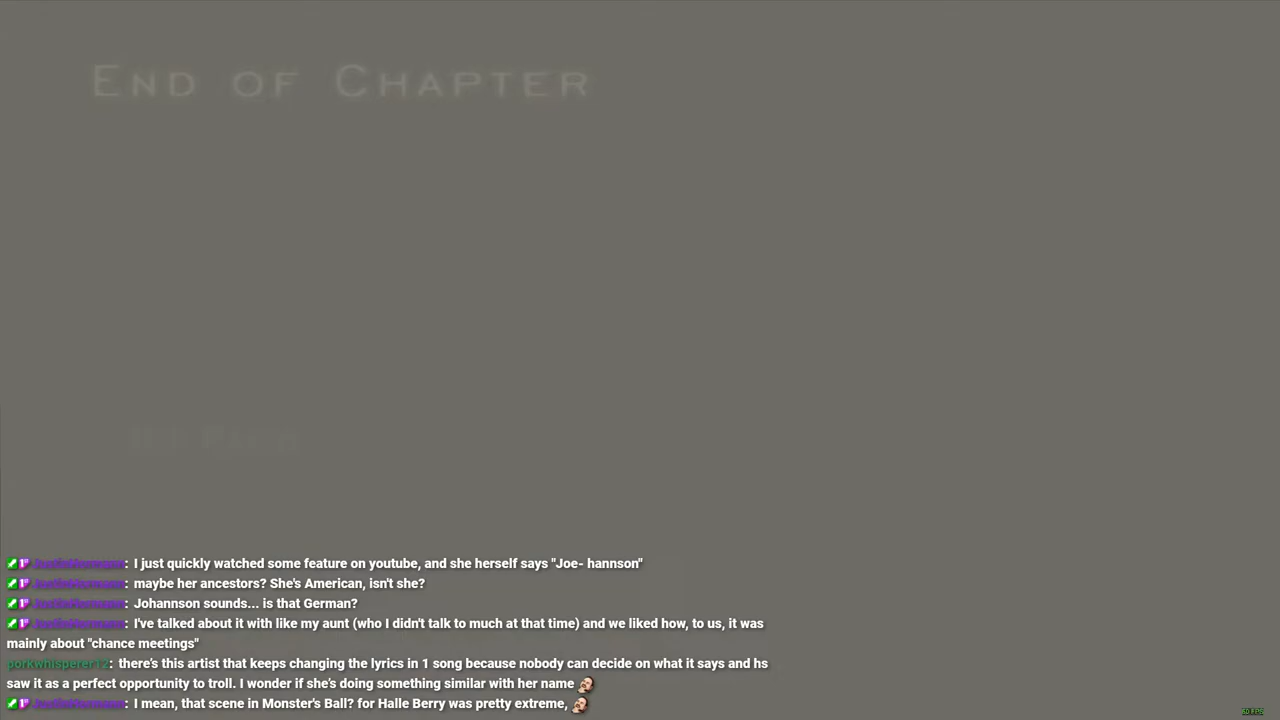 End of Chapter
: I just quickly watched some feature on youtube, and she herself says "Joe- hannson"
: maybe her ancestors? She's American, isn't she?
: Johannson sounds... is that German?
: I've talked about it with like my aunt (who I didn't talk to much at that time) and we liked how, to us, it was
mainly about "chance meetings"
porkwhisperer12: there's this artist that keeps changing the lyrics in 1 song because nobody can decide on what it says and hs
saw it as a perfect opportunity to troll. I wonder if she's doing something similar with her name
: I mean, that scene in Monster's Ball? for Halle Berry was pretty extreme,